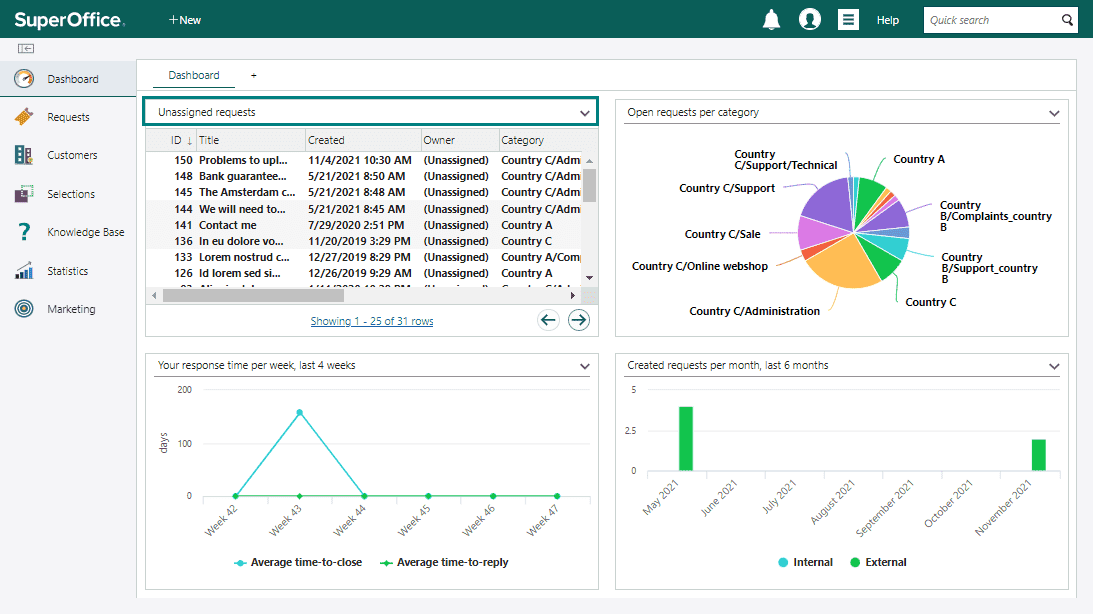 SuperOffice.
+ New
Help
Quick search
Dashboard
Requests
Customers
Selections
Knowledge Base
Statistics
Marketing
Dashboard +
Unassigned requests
ID ↓ Title Created Owner Category
150 Problems to upl... 11/4/2021 10:30 AM (Unassigned) Country C/Admi
148 Bank guarantee... 5/21/2021 8:50 AM (Unassigned) Country C/Admi
145 The Amsterdam c... 5/21/2021 8:48 AM (Unassigned) Country C/Admi
144 We will need to... 5/21/2021 8:45 AM (Unassigned) Country C/Admi
141 Contact me 7/29/2020 2:51 PM (Unassigned) Country A
136 In eu dolore vo... 11/20/2019 3:29 PM (Unassigned) Country C
133 Lorem nostrud c... 12/27/2019 8:29 PM (Unassigned) Country A/Comp
126 Id lorem sed si... 12/26/2019 9:29 AM (Unassigned) Country A
Showing 1 - 25 of 31 rows
Open requests per category
Country
C/Support/Technical
Country A
Country C/Support
Country
B/Complaints_country
B
Country C/Sale
Country
B/Support_country
B
Country C/Online webshop
Country C
Country C/Administration
Your response time per week, last 4 weeks
200
100
0
days
Week 42
Week 43
Week 44
Week 45
Week 46
Week 47
Average time-to-close
Average time-to-reply
Created requests per month, last 6 months
5
2.5
0
May 2021
June 2021
July 2021
August 2021
September 2021
October 2021
November 2021
Internal
External